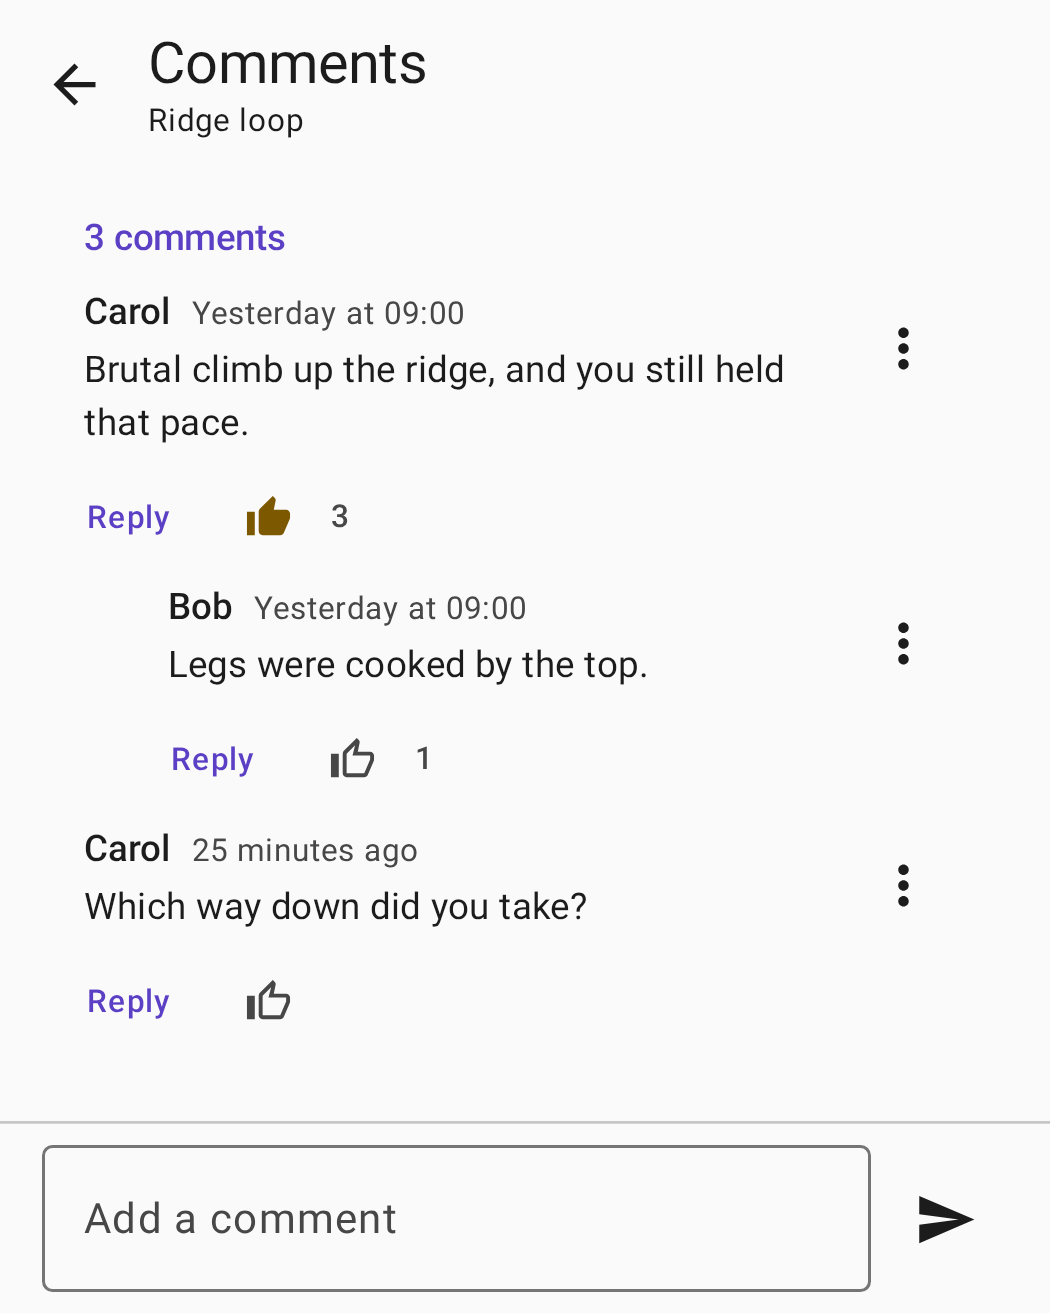 Comments
Ridge loop
3 comments
Carol Yesterday at 09:00
Brutal climb up the ridge, and you still held
that pace.
Reply 3
Bob Yesterday at 09:00
Legs were cooked by the top.
Reply 1
Carol 25 minutes ago
Which way down did you take?
Reply
Add a comment